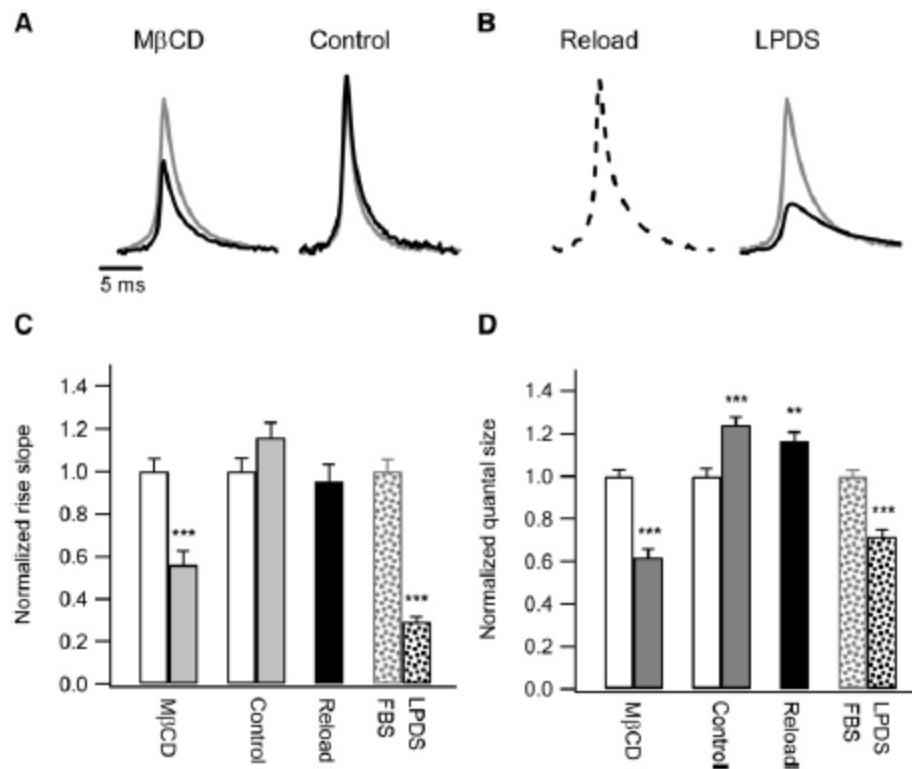 A
MβCD
Control
B
Reload
LPDS
5 ms
C
Normalized rise slope
1.4
1.2
1.0
0.8
0.6
0.4
0.2
0.0
***
***
MβCD
Control
Reload
FBS
LPDS
D
Normalized quantal size
1.4
1.2
1.0
0.8
0.6
0.4
0.2
0.0
***
***
**
***
MβCD
Control
Reload
FBS
LPDS